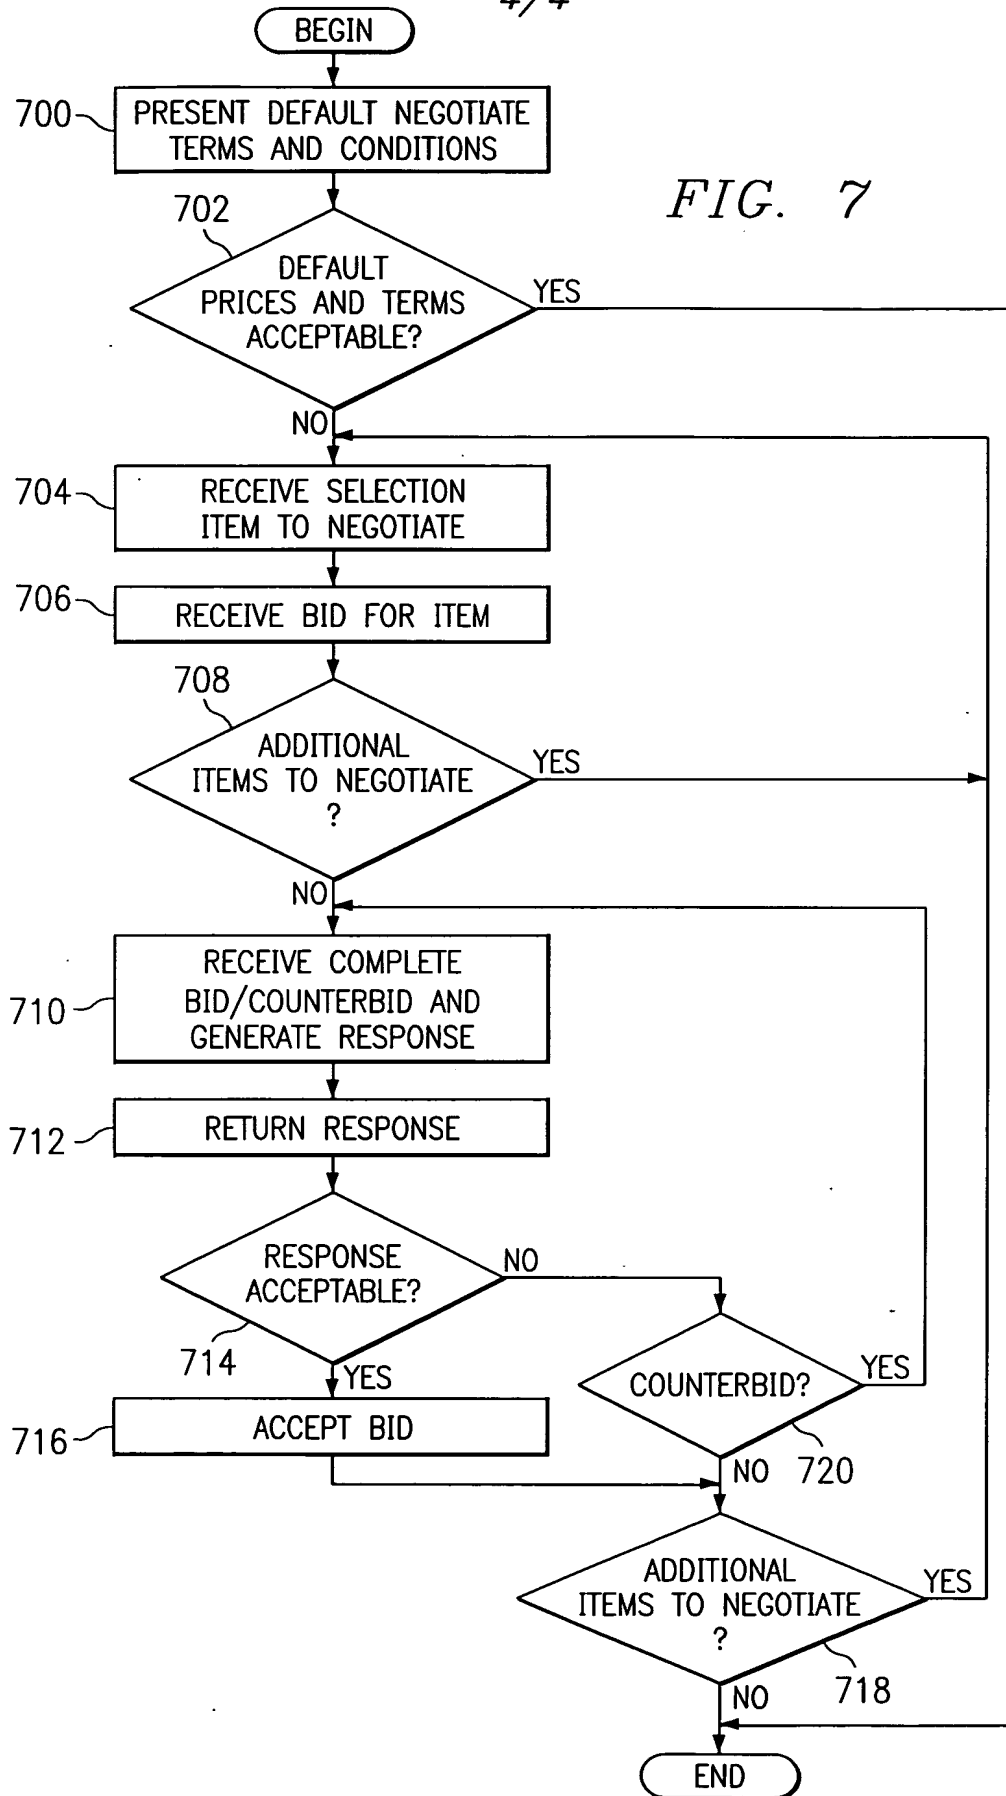 4/4
BEGIN
700
PRESENT DEFAULT NEGOTIATE
TERMS AND CONDITIONS
FIG. 7
702
DEFAULT
PRICES AND TERMS
ACCEPTABLE?
YES
NO
704
RECEIVE SELECTION
ITEM TO NEGOTIATE
706
RECEIVE BID FOR ITEM
708
ADDITIONAL
ITEMS TO NEGOTIATE
?
YES
NO
710
RECEIVE COMPLETE
BID/COUNTERBID AND
GENERATE RESPONSE
712
RETURN RESPONSE
RESPONSE
ACCEPTABLE?
NO
714
YES
COUNTERBID?
YES
716
ACCEPT BID
720
NO
ADDITIONAL
ITEMS TO NEGOTIATE
?
YES
718
NO
END